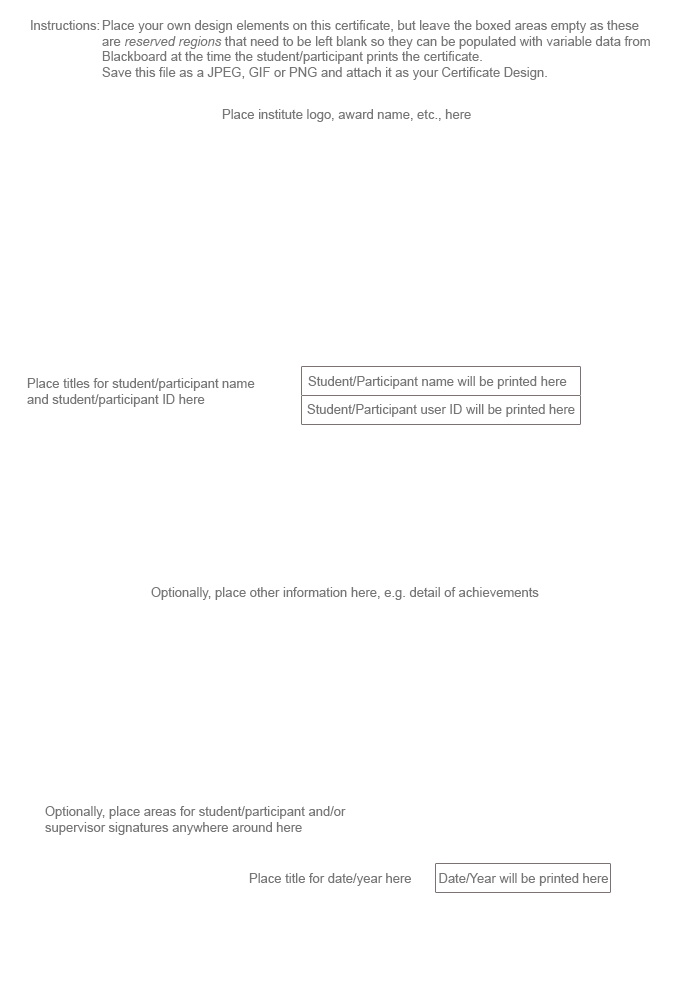 Instructions: Place your own design elements on this certificate, but leave the boxed areas empty as these
are reserved regions that need to be left blank so they can be populated with variable data from
Blackboard at the time the student/participant prints the certificate.
Save this file as a JPEG, GIF or PNG and attach it as your Certificate Design.
Place institute logo, award name, etc., here
Place titles for student/participant name
and student/participant ID here
Student/Participant name will be printed here
Student/Participant user ID will be printed here
Optionally, place other information here, e.g. detail of achievements
Optionally, place areas for student/participant and/or
supervisor signatures anywhere around here
Place title for date/year here
Date/Year will be printed here